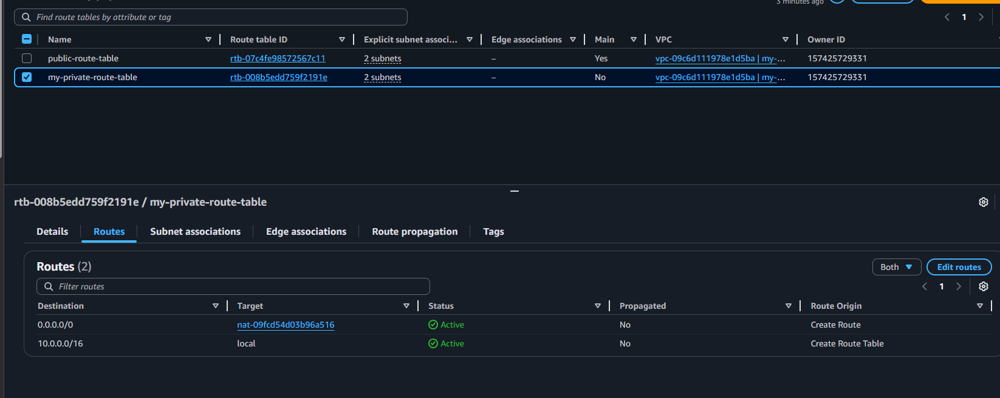 3 minutes ago
Find route tables by attribute or tag
1
Name Route table ID Explicit subnet associ... Edge associations Main VPC Owner ID
public-route-table rtb-07c4fe98572567c11 2 subnets – Yes vpc-09c6d111978e1d5ba | my-... 157425729331
my-private-route-table rtb-008b5edd759f2191e 2 subnets – No vpc-09c6d111978e1d5ba | my-... 157425729331
rtb-008b5edd759f2191e / my-private-route-table
Details Routes Subnet associations Edge associations Route propagation Tags
Routes (2)
Both Edit routes
Filter routes
1
Destination Target Status Propagated Route Origin
0.0.0.0/0 nat-09fcd54d03b96a516 Active No Create Route
10.0.0.0/16 local Active No Create Route Table